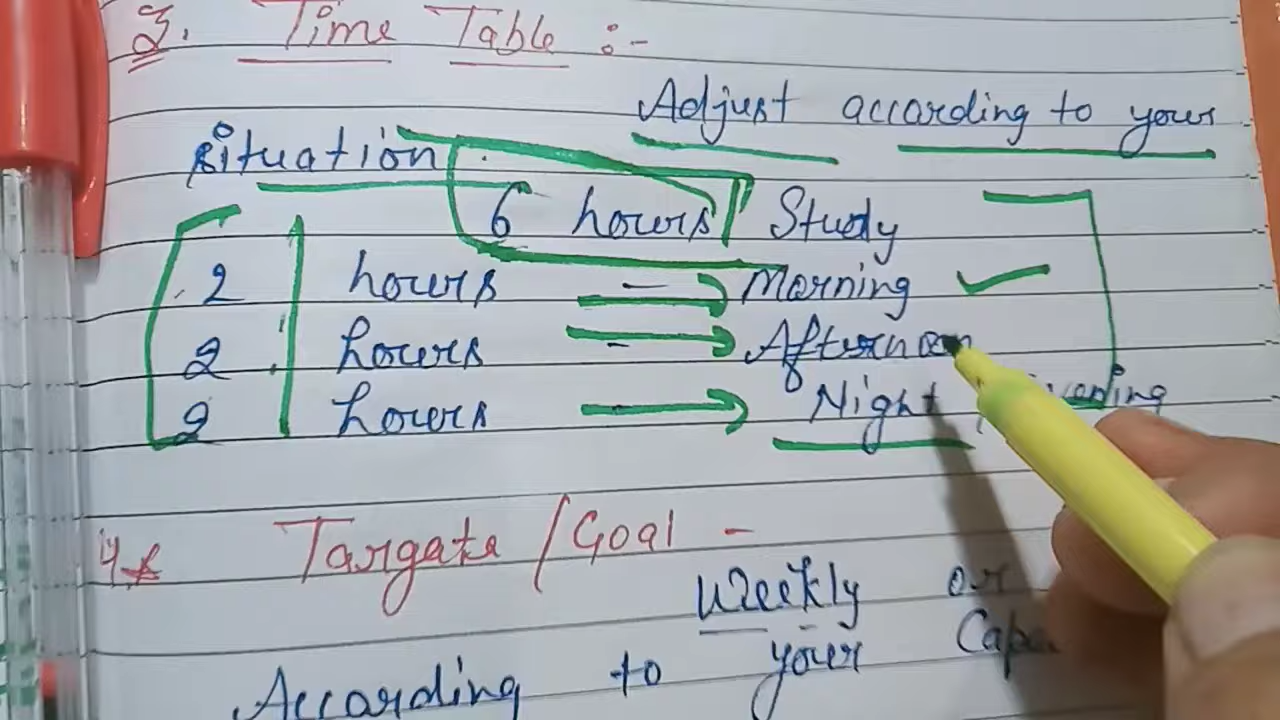 3. Time Table :-
Adjust according to your
situation
6 hours Study
2 hours - Morning
2 hours - Afternoon
2 hours Night
4 Targate / Goal -
Weekly or
According to your